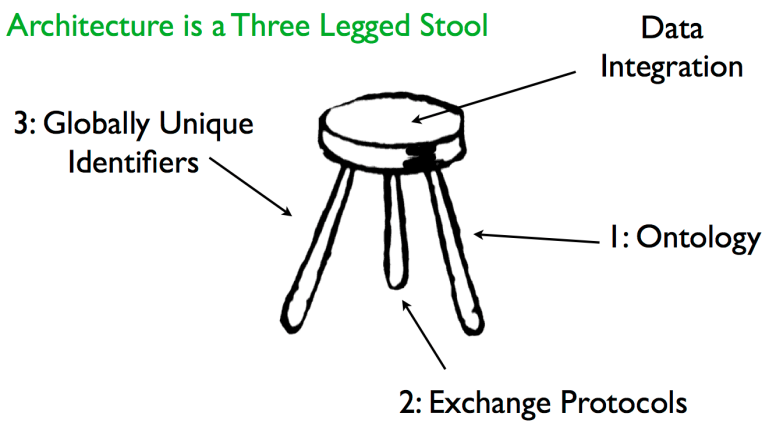 Architecture is a Three Legged Stool
Data
Integration
3: Globally Unique
Identifiers
1: Ontology
2: Exchange Protocols